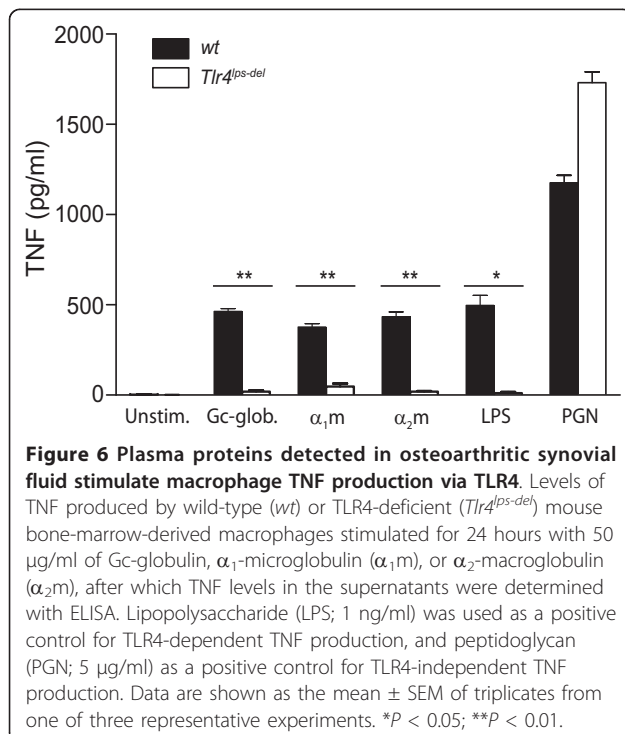 2000
wt
Tlr4lps-del
1500
TNF (pg/ml)
1000
** ** ** *
500
0
Unstim. Gc-glob. α1m α2m LPS PGN
Figure 6 Plasma proteins detected in osteoarthritic synovial
fluid stimulate macrophage TNF production via TLR4. Levels of
TNF produced by wild-type (wt) or TLR4-deficient (Tlr4lps-del) mouse
bone-marrow-derived macrophages stimulated for 24 hours with 50
μg/ml of Gc-globulin, α1-microglobulin (α1m), or α2-macroglobulin
(α2m), after which TNF levels in the supernatants were determined
with ELISA. Lipopolysaccharide (LPS; 1 ng/ml) was used as a positive
control for TLR4-dependent TNF production, and peptidoglycan
(PGN; 5 μg/ml) as a positive control for TLR4-independent TNF
production. Data are shown as the mean ± SEM of triplicates from
one of three representative experiments. *P < 0.05; **P < 0.01.